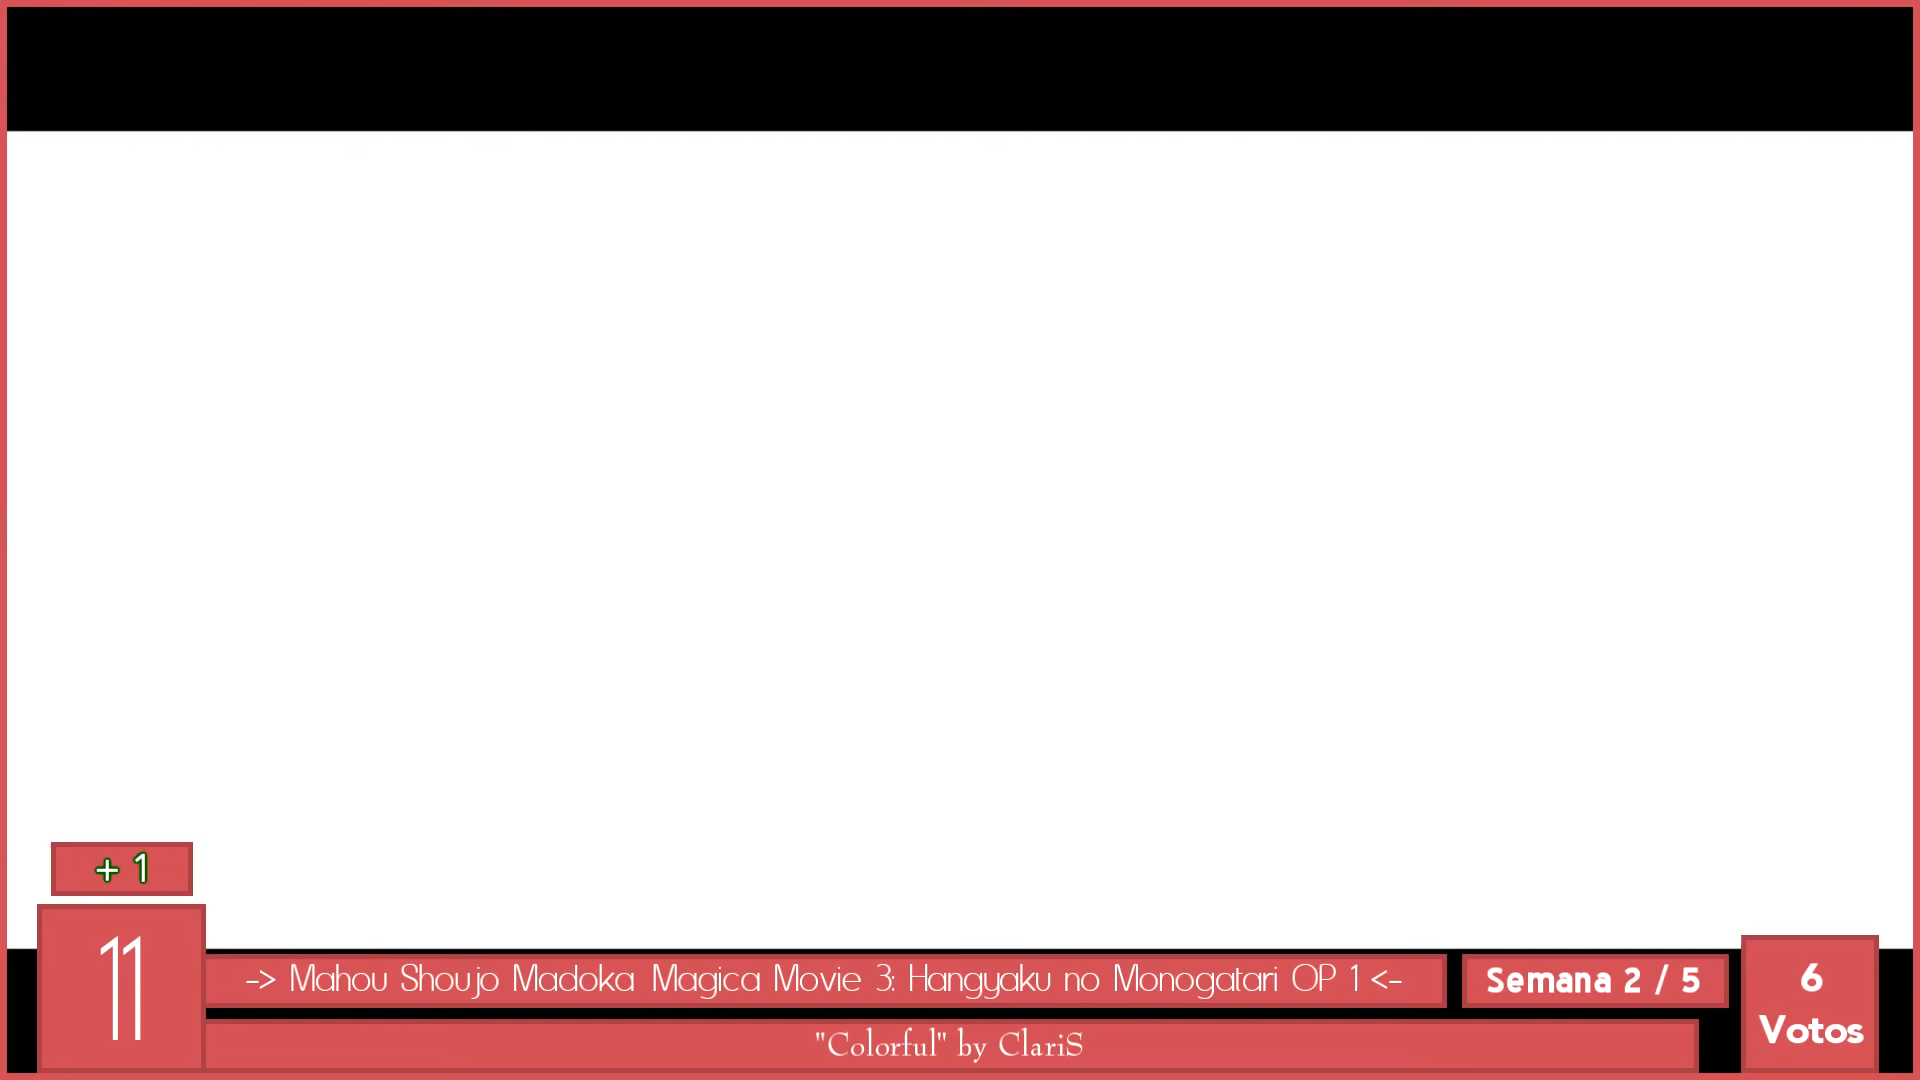 + 1
11
-> Mahou Shoujo Madoka Magica Movie 3: Hangyaku no Monogatari OP 1 <-
Semana 2 / 5
6
Votos
"Colorful" by ClariS